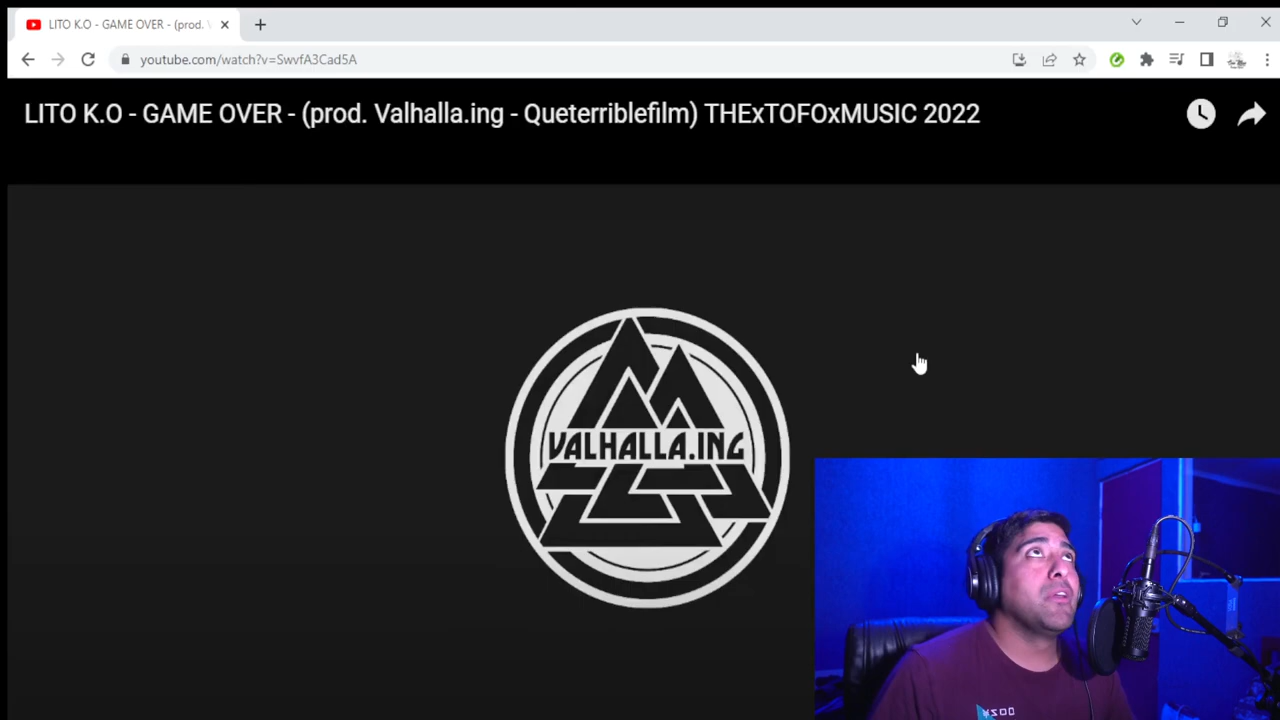 LITO K.O - GAME OVER - (prod. V
youtube.com/watch?v=SwvfA3Cad5A
LITO K.O - GAME OVER - (prod. Valhalla.ing - Queterriblefilm) THExTOFOxMUSIC 2022
VALHALLA.ING